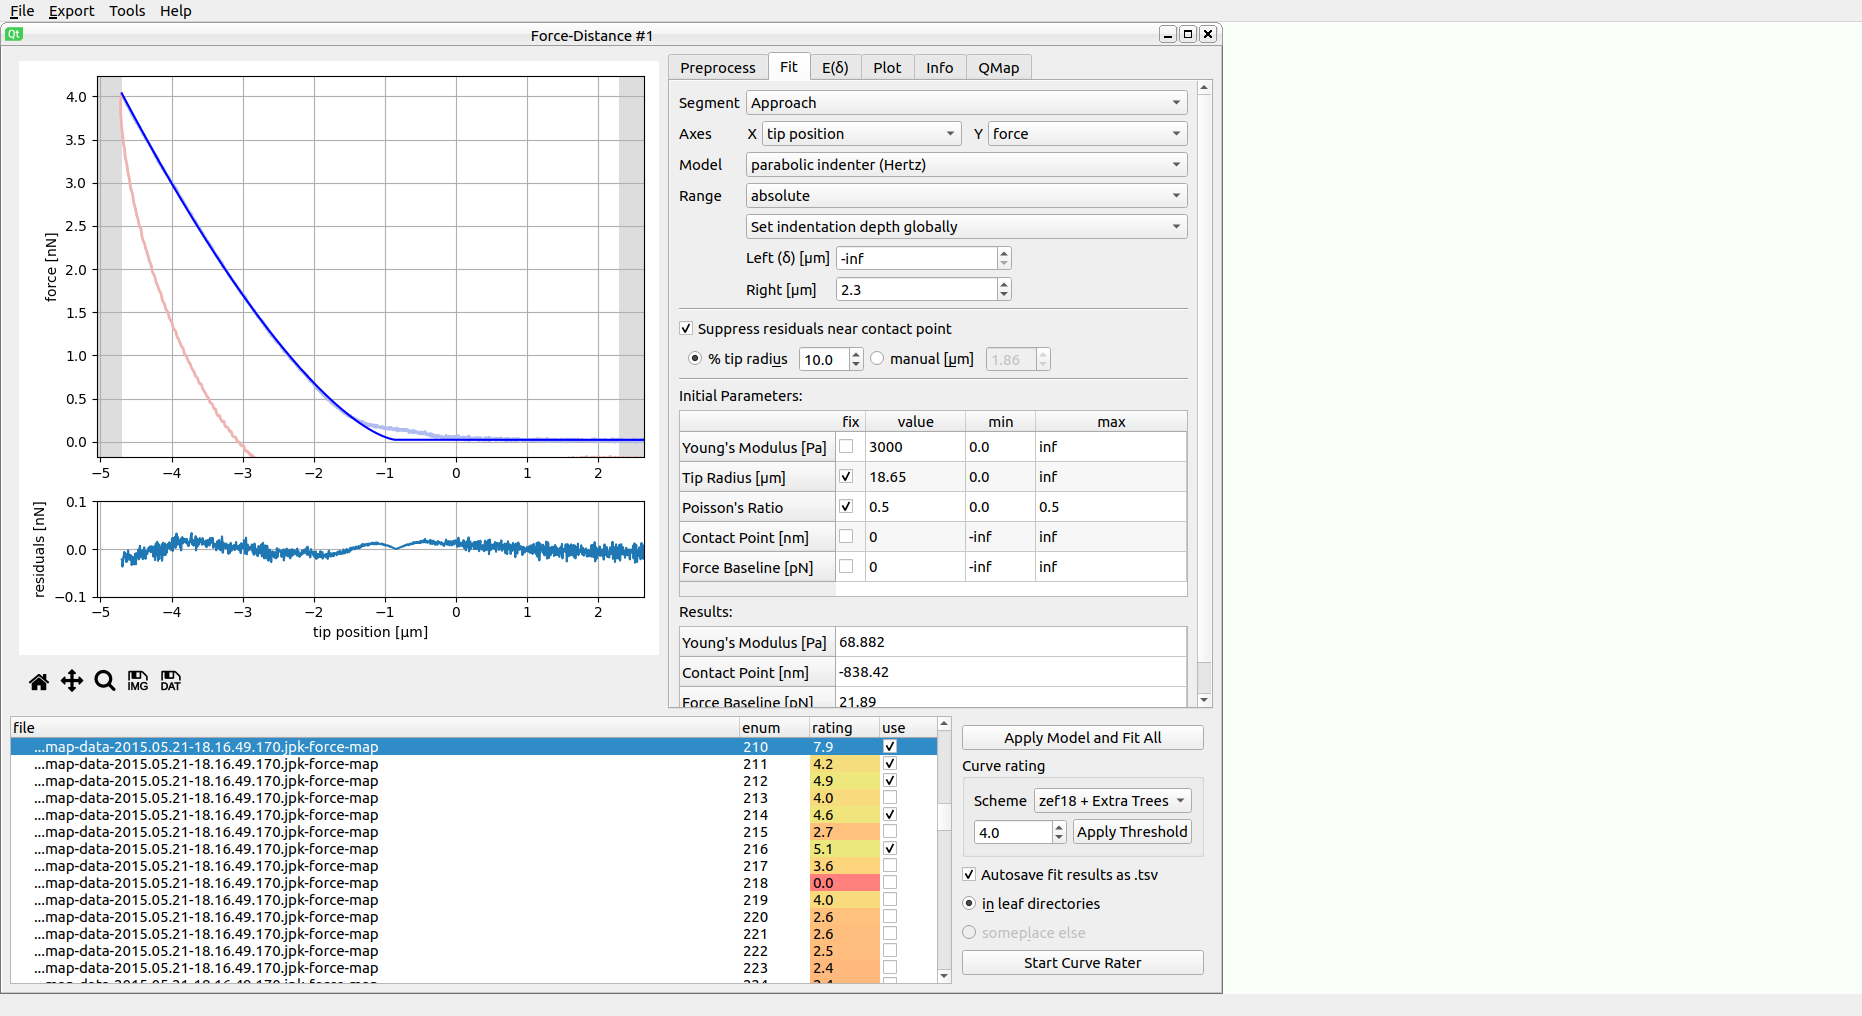 File Export Tools Help
Qt Force-Distance #1
4.0
3.5
3.0
2.5
2.0
1.5
1.0
0.5
0.0
force [nN]
−5 −4 −3 −2 −1 0 1 2
0.1
0.0
−0.1
residuals [nN]
−5 −4 −3 −2 −1 0 1 2
tip position [µm]
IMG DAT
Preprocess Fit E(δ) Plot Info QMap
Segment Approach
Axes X tip position Y force
Model parabolic indenter (Hertz)
Range absolute
Set indentation depth globally
Left (δ) [µm] -inf
Right [µm] 2.3
Suppress residuals near contact point
% tip radius 10.0 manual [µm] 1.86
Initial Parameters:
fix value min max
Young's Modulus [Pa] 3000 0.0 inf
Tip Radius [µm] 18.65 0.0 inf
Poisson's Ratio 0.5 0.0 0.5
Contact Point [nm] 0 -inf inf
Force Baseline [pN] 0 -inf inf
Results:
Young's Modulus [Pa] 68.882
Contact Point [nm] -838.42
Force Baseline [pN] 21.89
file enum rating use
...map-data-2015.05.21-18.16.49.170.jpk-force-map 210 7.9
...map-data-2015.05.21-18.16.49.170.jpk-force-map 211 4.2
...map-data-2015.05.21-18.16.49.170.jpk-force-map 212 4.9
...map-data-2015.05.21-18.16.49.170.jpk-force-map 213 4.0
...map-data-2015.05.21-18.16.49.170.jpk-force-map 214 4.6
...map-data-2015.05.21-18.16.49.170.jpk-force-map 215 2.7
...map-data-2015.05.21-18.16.49.170.jpk-force-map 216 5.1
...map-data-2015.05.21-18.16.49.170.jpk-force-map 217 3.6
...map-data-2015.05.21-18.16.49.170.jpk-force-map 218 0.0
...map-data-2015.05.21-18.16.49.170.jpk-force-map 219 4.0
...map-data-2015.05.21-18.16.49.170.jpk-force-map 220 2.6
...map-data-2015.05.21-18.16.49.170.jpk-force-map 221 2.6
...map-data-2015.05.21-18.16.49.170.jpk-force-map 222 2.5
...map-data-2015.05.21-18.16.49.170.jpk-force-map 223 2.4
Apply Model and Fit All
Curve rating
Scheme zef18 + Extra Trees
4.0 Apply Threshold
Autosave fit results as .tsv
in leaf directories
someplace else
Start Curve Rater